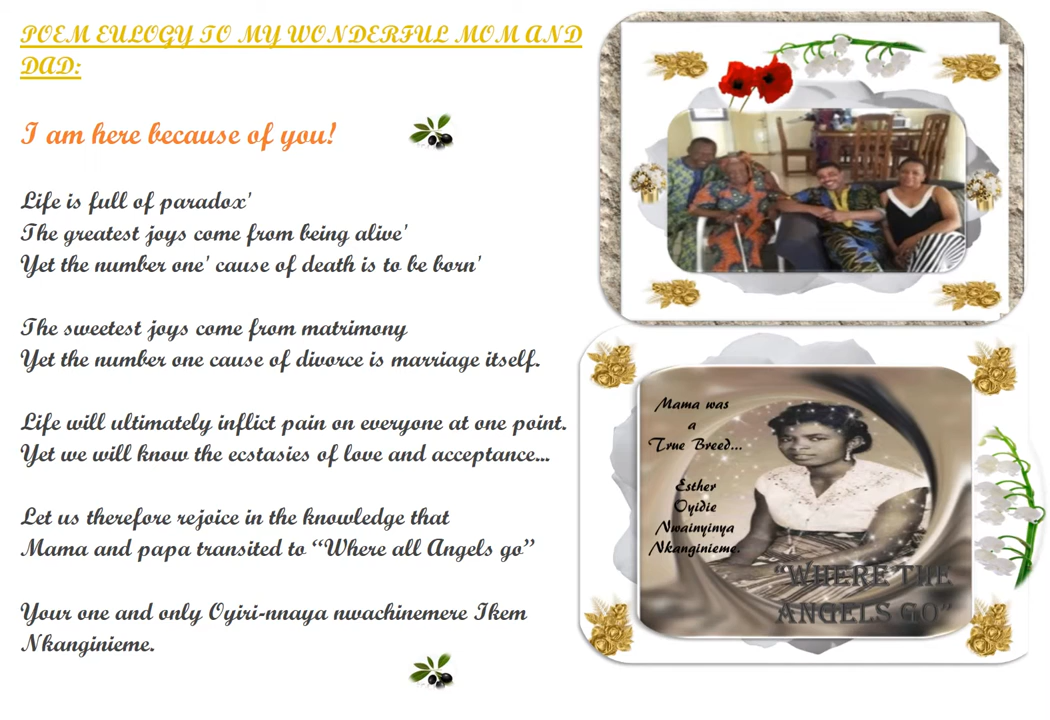 POEM EULOGY TO MY WONDERFUL MOM AND
DAD:
I am here because of you!
Life is full of paradox'
The greatest joys come from being alive'
Yet the number one' cause of death is to be born'
The sweetest joys come from matrimony
Yet the number one cause of divorce is marriage itself.
Life will ultimately inflict pain on everyone at one point.
Yet we will know the ecstasies of love and acceptance...
Let us therefore rejoice in the knowledge that
Mama and papa transited to “Where all Angels go”
Your one and only Oyiri-nnaya nwachinemere Ikem
Nkanginieme.
Mama was
a
True Breed...
Esther
Oyidie
Nwainyinya
Nkanginieme.
“WHERE THE
ANGELS GO”